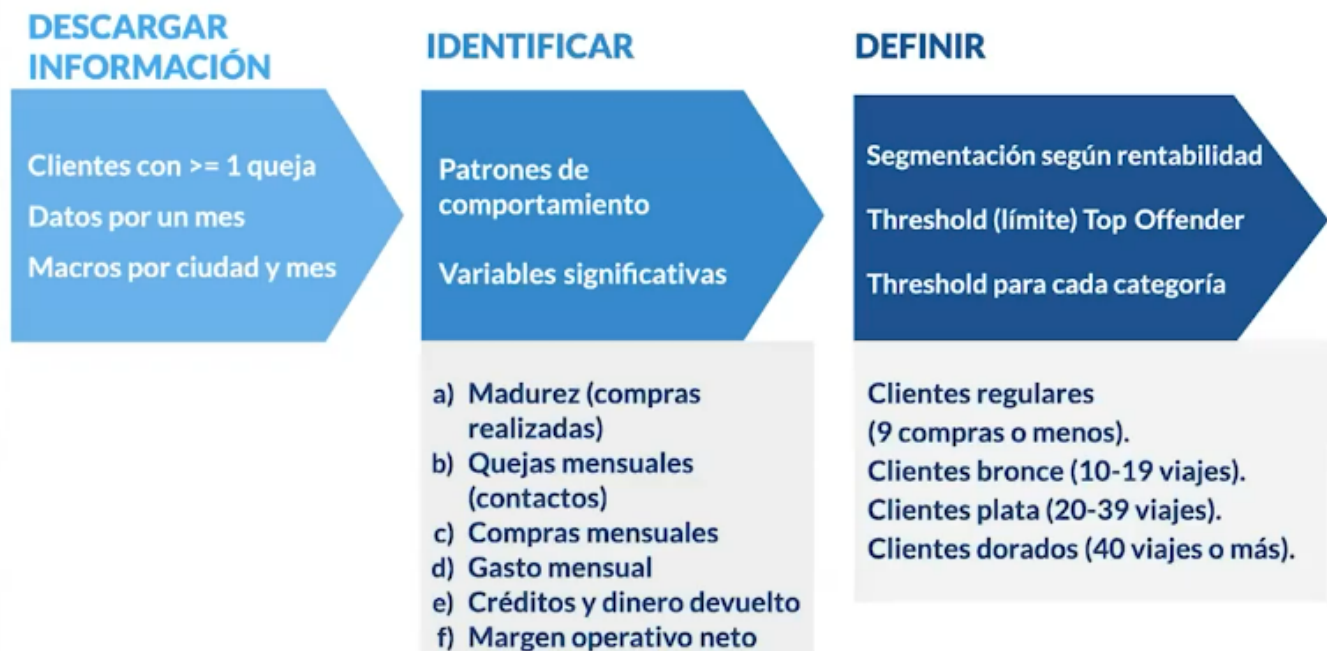 DESCARGAR
INFORMACIÓN
Clientes con >= 1 queja
Datos por un mes
Macros por ciudad y mes
IDENTIFICAR
Patrones de
comportamiento
Variables significativas
a) Madurez (compras
realizadas)
b) Quejas mensuales
(contactos)
c) Compras mensuales
d) Gasto mensual
e) Créditos y dinero devuelto
f) Margen operativo neto
DEFINIR
Segmentación según rentabilidad
Threshold (límite) Top Offender
Threshold para cada categoría
Clientes regulares
(9 compras o menos).
Clientes bronce (10-19 viajes).
Clientes plata (20-39 viajes).
Clientes dorados (40 viajes o más).